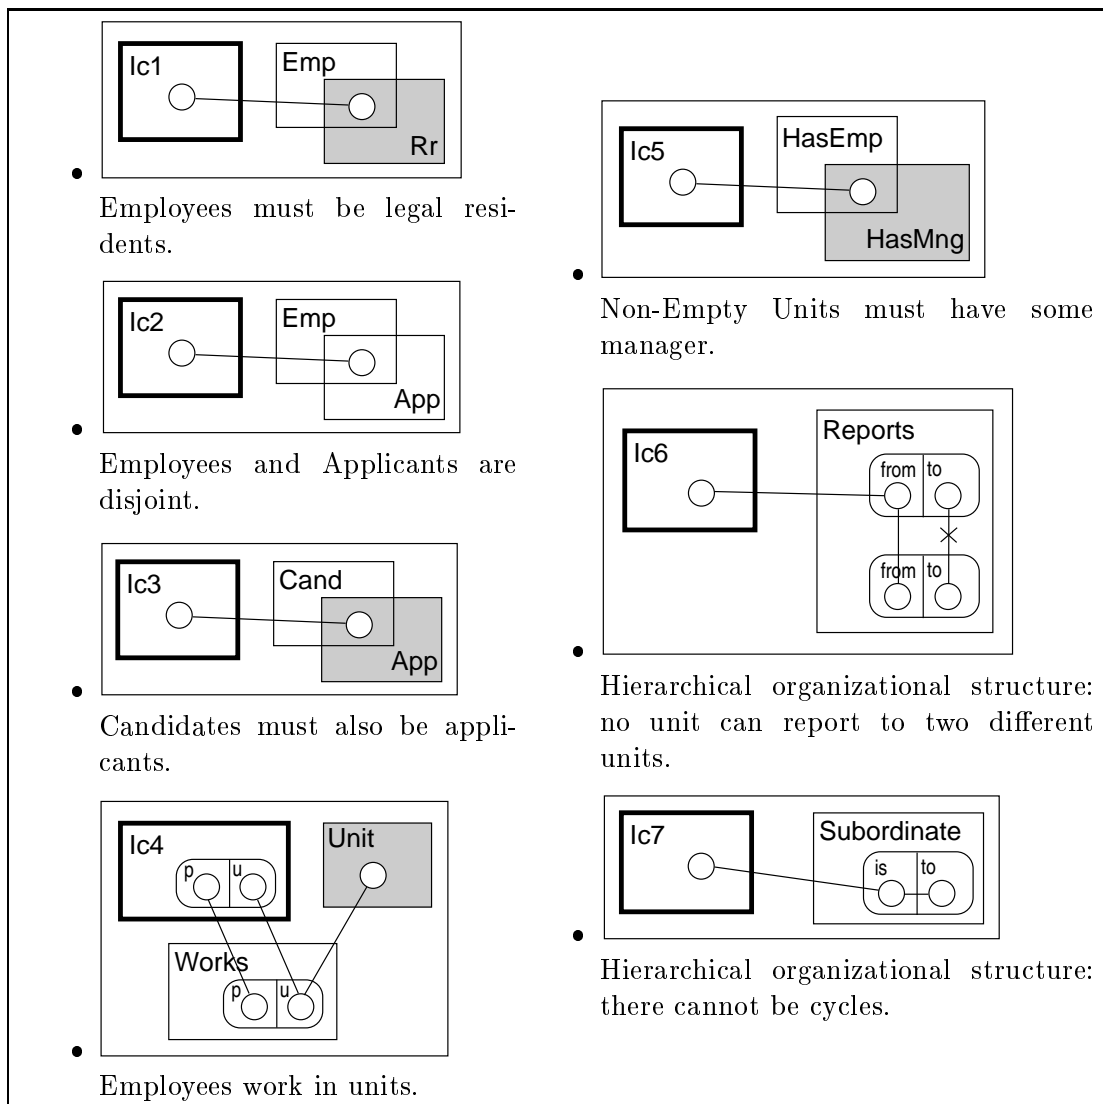 Ic1 Emp
Rr
• Employees must be legal resi-
dents.
Ic2 Emp
App
• Employees and Applicants are
disjoint.
Ic3 Cand
App
• Candidates must also be appli-
cants.
Ic4 Unit
p u
Works
p u
• Employees work in units.
Ic5 HasEmp
HasMng
• Non-Empty Units must have some
manager.
Reports
Ic6
from to
from to
• Hierarchical organizational structure:
no unit can report to two different
units.
Ic7 Subordinate
is to
• Hierarchical organizational structure:
there cannot be cycles.